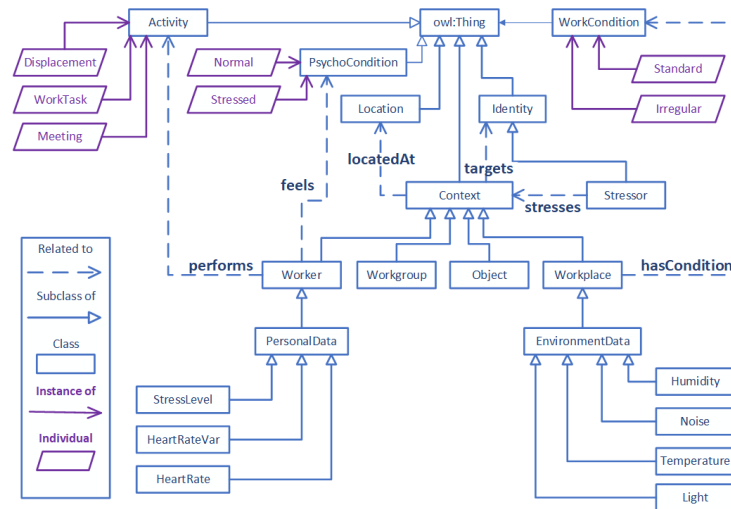 Activity
owl:Thing
WorkCondition
Displacement
Normal
PsychoCondition
Standard
WorkTask
Stressed
Location
Identity
Irregular
Meeting
locatedAt
targets
feels
Context
stresses
Stressor
Related to
performs
Worker
Workgroup
Object
Workplace
hasCondition
Subclass of
Class
PersonalData
EnvironmentData
Instance of
StressLevel
Humidity
Individual
HeartRateVar
Noise
HeartRate
Temperature
Light